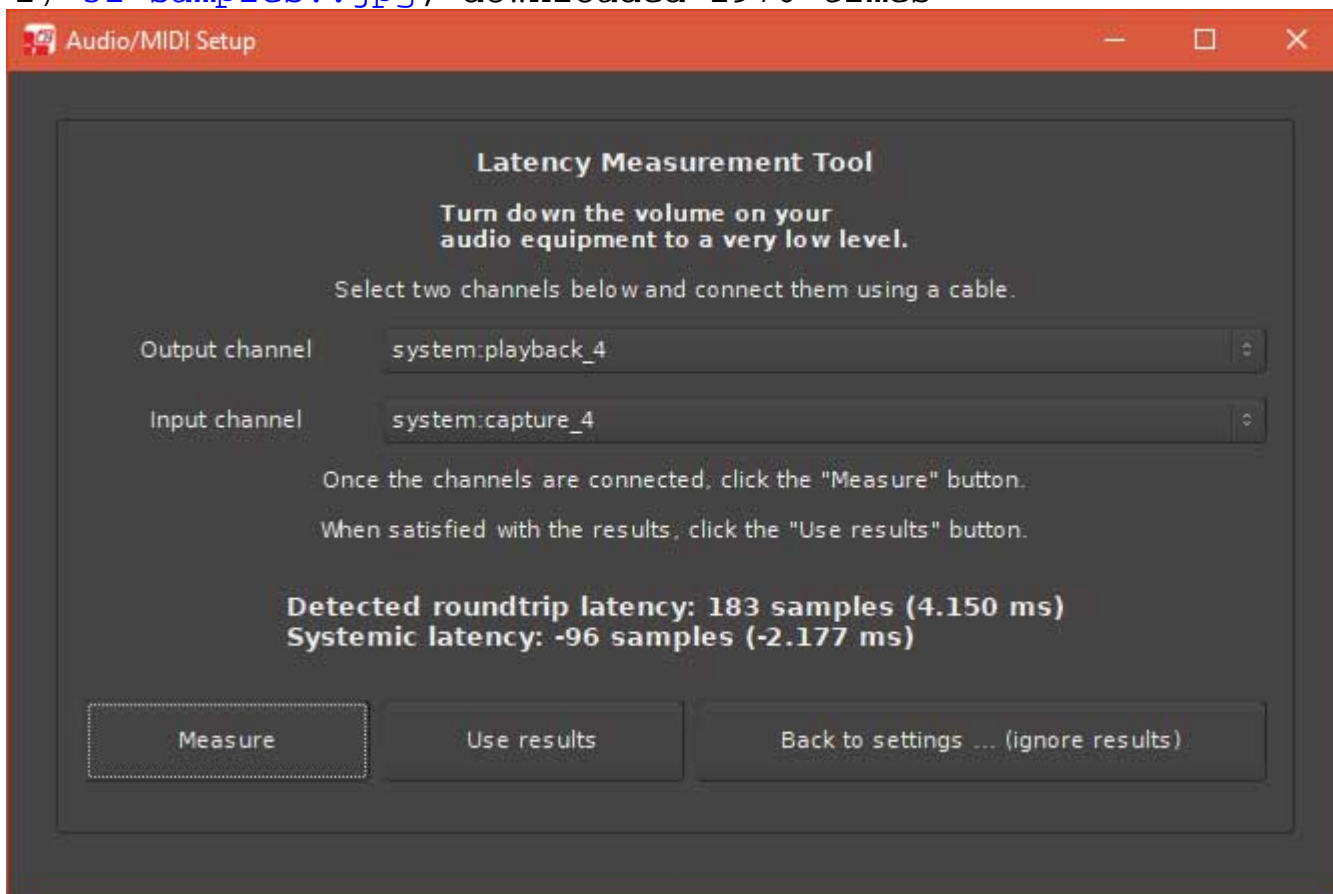 Audio/MIDI Setup
Latency Measurement Tool
Turn down the volume on your
audio equipment to a very low level.
Select two channels below and connect them using a cable.
Output channel system:playback_4
Input channel system:capture_4
Once the channels are connected, click the "Measure" button.
When satisfied with the results, click the "Use results" button.
Detected roundtrip latency: 183 samples (4.150 ms)
Systemic latency: -96 samples (-2.177 ms)
Measure Use results Back to settings ... (ignore results)